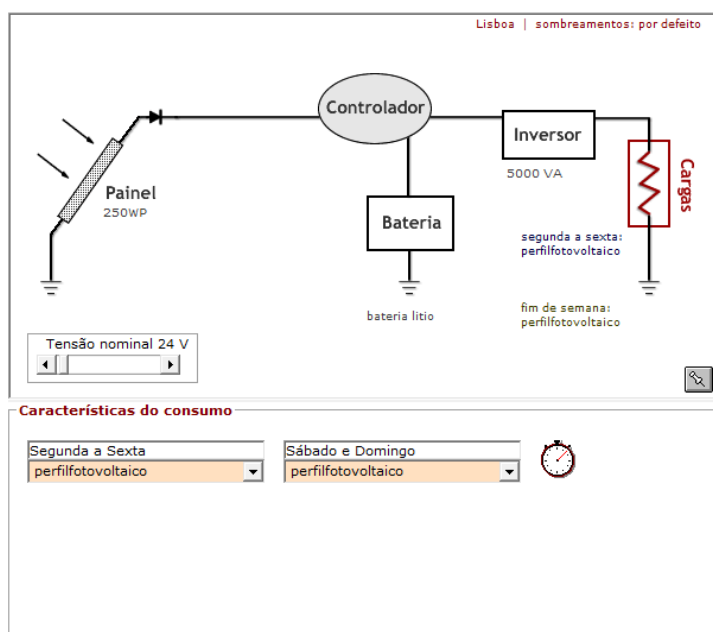 Lisboa | sombreamentos: por defeito
Controlador
Inversor
5000 VA
Painel
250WP
Cargas
Bateria
segunda a sexta:
perfilfotovoltaico
bateria litio
fim de semana:
perfilfotovoltaico
Tensão nominal 24 V
Características do consumo
Segunda a Sexta
perfilfotovoltaico
Sábado e Domingo
perfilfotovoltaico